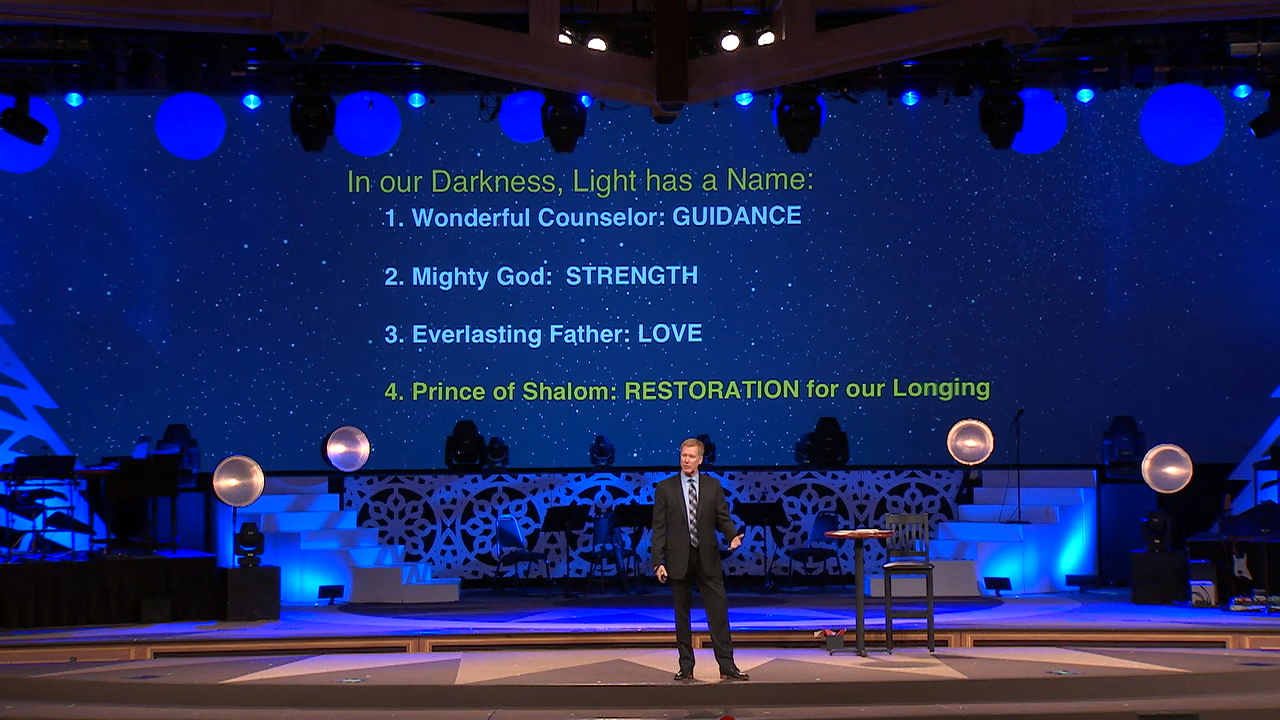 In our Darkness, Light has a Name:
1. Wonderful Counselor: GUIDANCE
2. Mighty God: STRENGTH
3. Everlasting Father: LOVE
4. Prince of Shalom: RESTORATION for our Longing